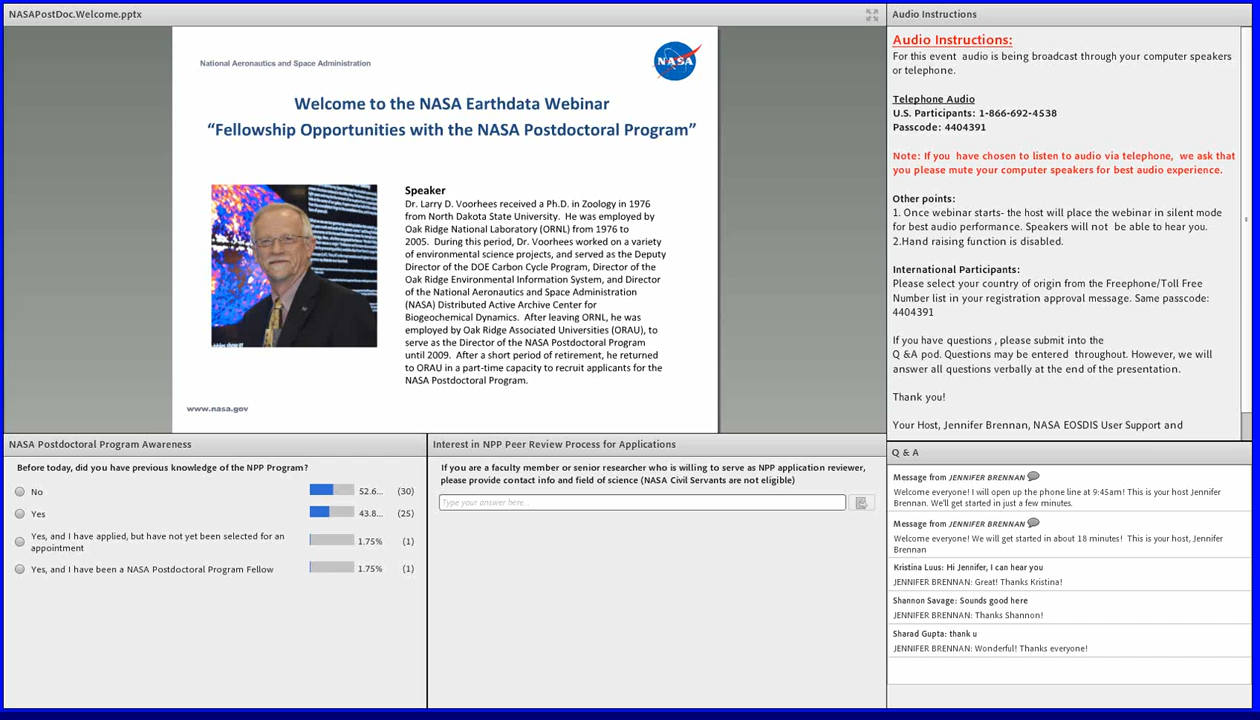 NASAPostDoc.Welcome.pptx
National Aeronautics and Space Administration
NASA
Welcome to the NASA Earthdata Webinar
“Fellowship Opportunities with the NASA Postdoctoral Program”
Speaker
Dr. Larry D. Voorhees received a Ph.D. in Zoology in 1976
from North Dakota State University. He was employed by
Oak Ridge National Laboratory (ORNL) from 1976 to
2005. During this period, Dr. Voorhees worked on a variety
of environmental science projects, and served as the Deputy
Director of the DOE Carbon Cycle Program, Director of the
Oak Ridge Environmental Information System, and Director
of the National Aeronautics and Space Administration
(NASA) Distributed Active Archive Center for
Biogeochemical Dynamics. After leaving ORNL, he was
employed by Oak Ridge Associated Universities (ORAU), to
serve as the Director of the NASA Postdoctoral Program
until 2009. After a short period of retirement, he returned
to ORAU in a part-time capacity to recruit applicants for the
NASA Postdoctoral Program.
www.nasa.gov
Audio Instructions
Audio Instructions:
For this event audio is being broadcast through your computer speakers
or telephone.
Telephone Audio
U.S. Participants: 1-866-692-4538
Passcode: 4404391
Note: If you have chosen to listen to audio via telephone, we ask that
you please mute your computer speakers for best audio experience.
Other points:
1. Once webinar starts- the host will place the webinar in silent mode
for best audio performance. Speakers will not be able to hear you.
2.Hand raising function is disabled.
International Participants:
Please select your country of origin from the Freephone/Toll Free
Number list in your registration approval message. Same passcode:
4404391
If you have questions , please submit into the
Q &A pod. Questions may be entered throughout. However, we will
answer all questions verbally at the end of the presentation.
Thank you!
Your Host, Jennifer Brennan, NASA EOSDIS User Support and
NASA Postdoctoral Program Awareness
Before today, did you have previous knowledge of the NPP Program?
No 52.6... (30)
Yes 43.8... (25)
Yes, and I have applied, but have not yet been selected for an
appointment 1.75% (1)
Yes, and I have been a NASA Postdoctoral Program Fellow 1.75% (1)
Interest in NPP Peer Review Process for Applications
If you are a faculty member or senior researcher who is willing to serve as NPP application reviewer,
please provide contact info and field of science (NASA Civil Servants are not eligible)
Type your answer here...
Q & A
Message from JENNIFER BRENNAN
Welcome everyone! I will open up the phone line at 9:45am! This is your host Jennifer
Brennan. We'll get started in just a few minutes.
Message from JENNIFER BRENNAN
Welcome everyone! We will get started in about 18 minutes! This is your host, Jennifer
Brennan
Kristina Luus: Hi Jennifer, I can hear you
JENNIFER BRENNAN: Great! Thanks Kristina!
Shannon Savage: Sounds good here
JENNIFER BRENNAN: Thanks Shannon!
Sharad Gupta: thank u
JENNIFER BRENNAN: Wonderful! Thanks everyone!